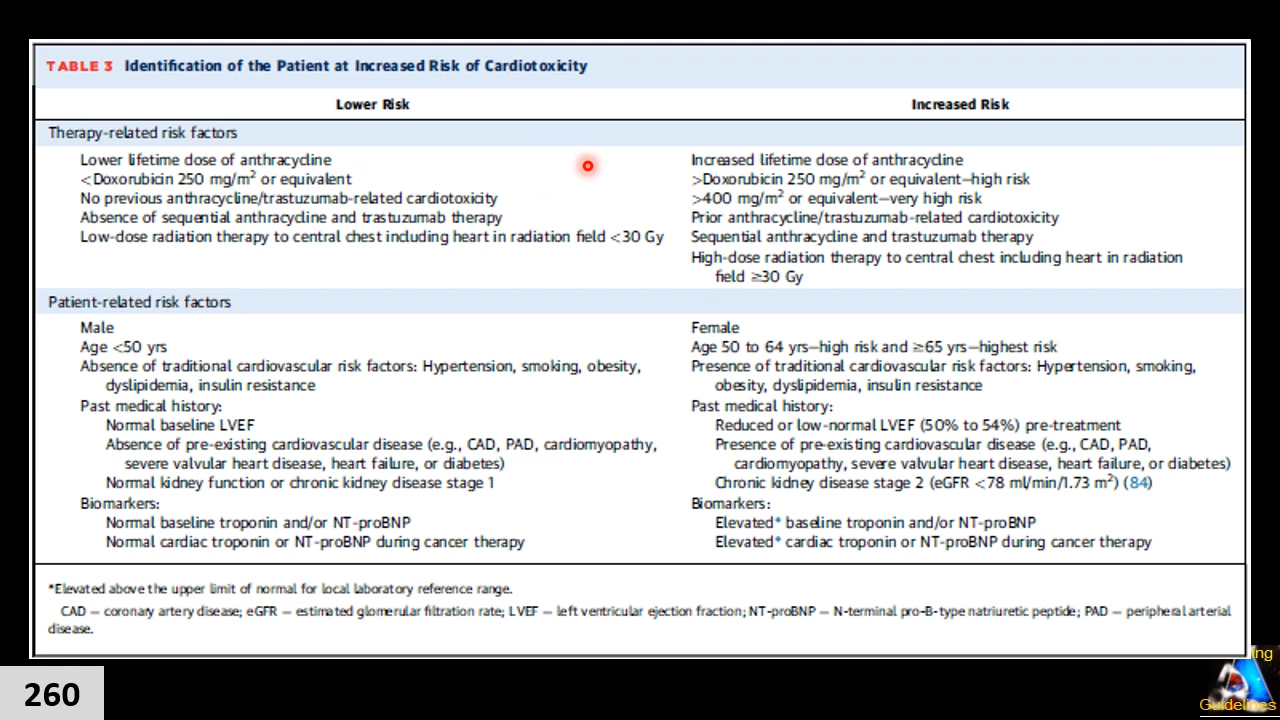 TABLE 3 Identification of the Patient at Increased Risk of Cardiotoxicity
Lower Risk
Increased Risk
Therapy-related risk factors
Lower lifetime dose of anthracycline
<Doxorubicin 250 mg/m² or equivalent
No previous anthracycline/trastuzumab-related cardiotoxicity
Absence of sequential anthracycline and trastuzumab therapy
Low-dose radiation therapy to central chest including heart in radiation field <30 Gy
Increased lifetime dose of anthracycline
>Doxorubicin 250 mg/m² or equivalent—high risk
>400 mg/m² or equivalent—very high risk
Prior anthracycline/trastuzumab-related cardiotoxicity
Sequential anthracycline and trastuzumab therapy
High-dose radiation therapy to central chest including heart in radiation
field ≥30 Gy
Patient-related risk factors
Male
Age <50 yrs
Absence of traditional cardiovascular risk factors: Hypertension, smoking, obesity,
dyslipidemia, insulin resistance
Past medical history:
Normal baseline LVEF
Absence of pre-existing cardiovascular disease (e.g., CAD, PAD, cardiomyopathy,
severe valvular heart disease, heart failure, or diabetes)
Normal kidney function or chronic kidney disease stage 1
Biomarkers:
Normal baseline troponin and/or NT-proBNP
Normal cardiac troponin or NT-proBNP during cancer therapy
Female
Age 50 to 64 yrs—high risk and ≥65 yrs—highest risk
Presence of traditional cardiovascular risk factors: Hypertension, smoking,
obesity, dyslipidemia, insulin resistance
Past medical history:
Reduced or low-normal LVEF (50% to 54%) pre-treatment
Presence of pre-existing cardiovascular disease (e.g., CAD, PAD,
cardiomyopathy, severe valvular heart disease, heart failure, or diabetes)
Chronic kidney disease stage 2 (eGFR <78 ml/min/1.73 m²) (84)
Biomarkers:
Elevated* baseline troponin and/or NT-proBNP
Elevated* cardiac troponin or NT-proBNP during cancer therapy
*Elevated above the upper limit of normal for local laboratory reference range.
CAD = coronary artery disease; eGFR = estimated glomerular filtration rate; LVEF = left ventricular ejection fraction; NT-proBNP = N-terminal pro-B-type natriuretic peptide; PAD = peripheral arterial
disease.
260
Guidelines